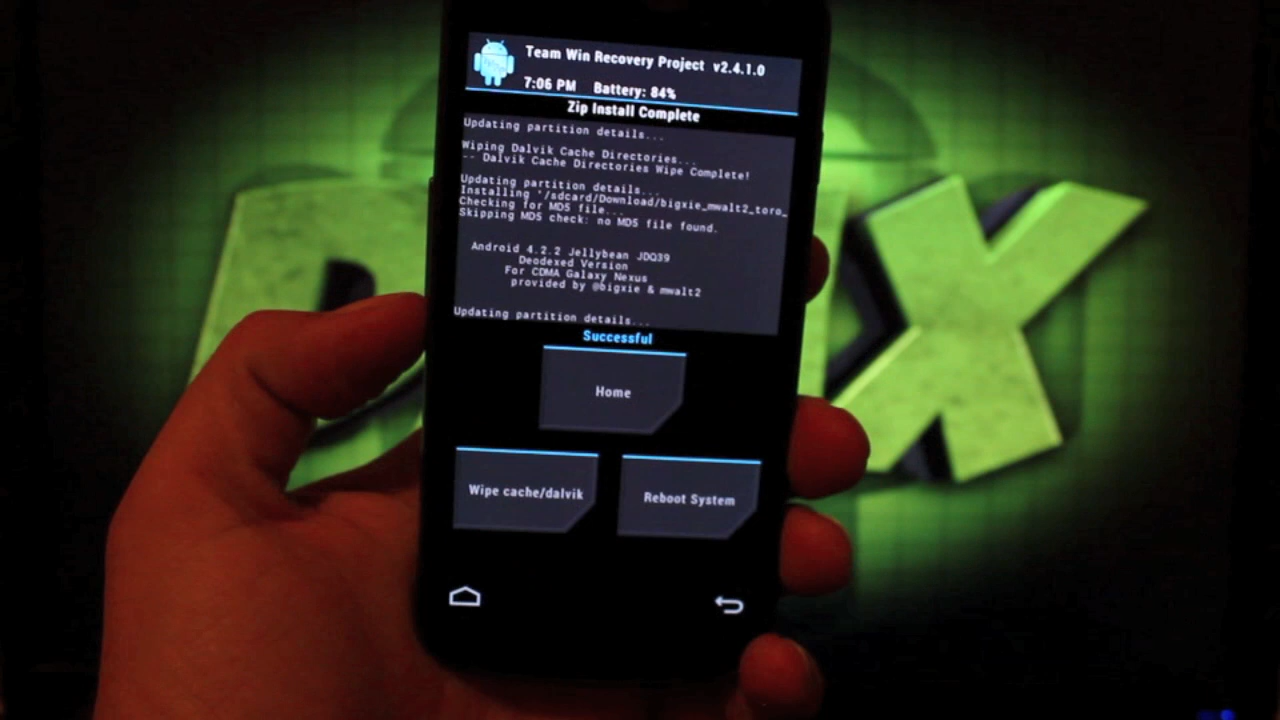 Team Win Recovery Project v2.4.1.0
7:06 PM Battery: 84%
Zip Install Complete
Updating partition details...
Wiping Dalvik Cache Directories...
-- Dalvik Cache Directories Wipe Complete!
Updating partition details...
Installing '/sdcard/Download/bigxie_mwalt2_toro_
Checking for MD5 file...
Skipping MD5 check: no MD5 file found.
Android 4.2.2 Jellybean JDQ39
Deodexed Version
For CDMA Galaxy Nexus
provided by @bigxie & mwalt2
Updating partition details...
Successful
Home
Wipe cache/dalvik
Reboot System